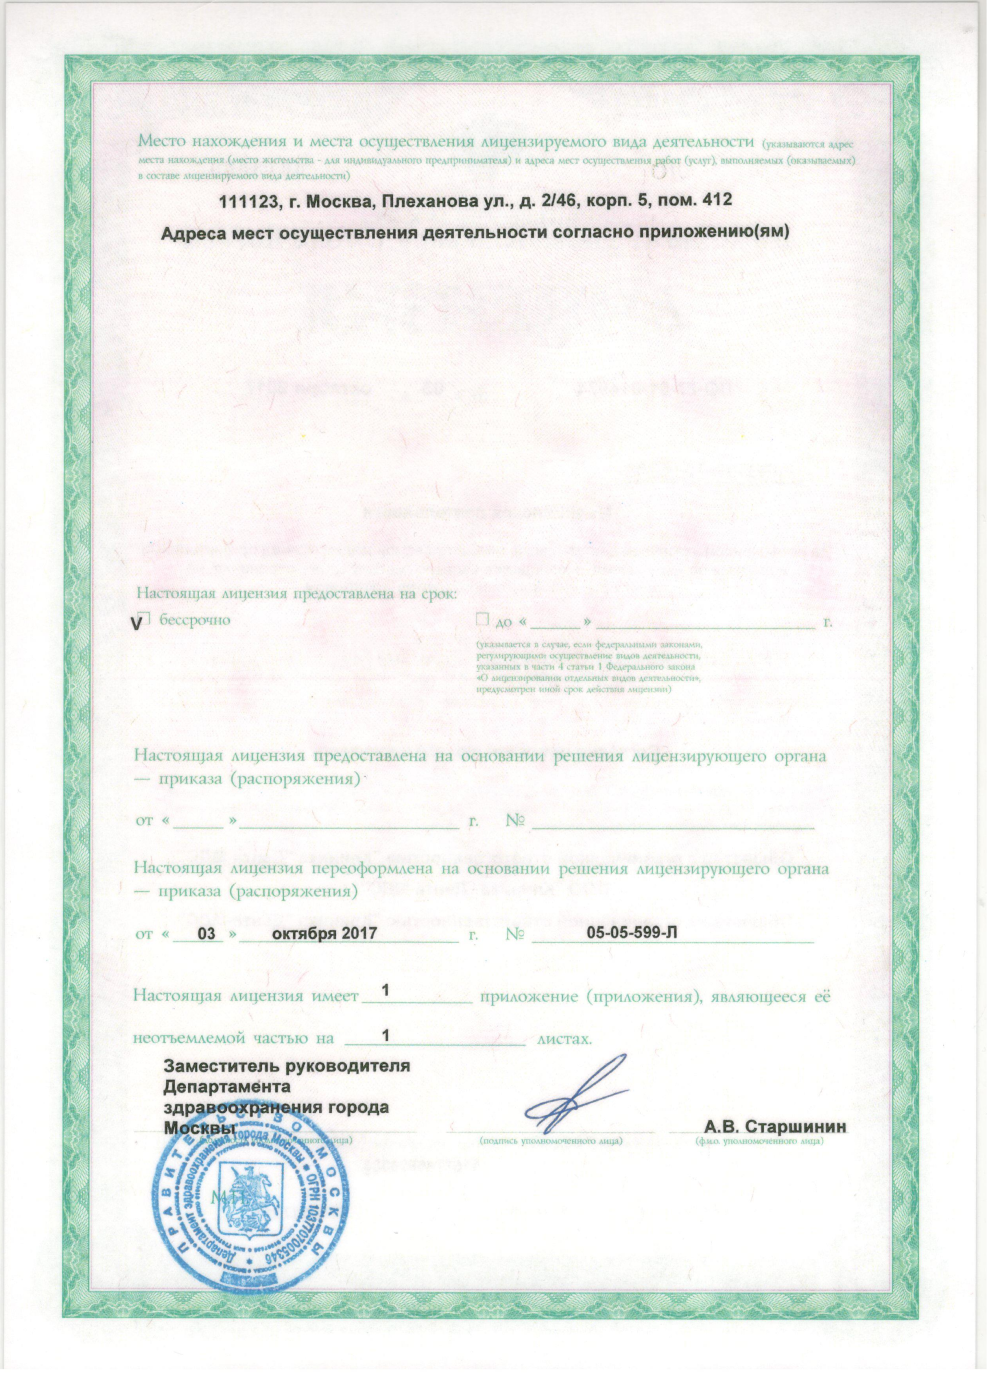 Место нахождения и места осуществления лицензируемого вида деятельности (указываются адрес
места нахождения (место жительства - для индивидуального предпринимателя) и адреса мест осуществления работ (услуг), выполняемых (оказываемых)
в составе лицензируемого вида деятельности)
111123, г. Москва, Плеханова ул., д. 2/46, корп. 5, пом. 412
Адреса мест осуществления деятельности согласно приложению(ям)
Настоящая лицензия предоставлена на срок:
V бессрочно
до « ______ » ______________________ г.
(указывается в случае, если федеральными законами,
регулирующими осуществление видов деятельности,
указанных в части 4 статьи 1 Федерального закона
«О лицензировании отдельных видов деятельности»,
предусмотрен иной срок действия лицензии)
Настоящая лицензия предоставлена на основании решения лицензирующего органа
— приказа (распоряжения)
от « _____ » ______________________ г. № ____________________________
Настоящая лицензия переоформлена на основании решения лицензирующего органа
— приказа (распоряжения)
от « 03 » октября 2017 г. № 05-05-599-Л
Настоящая лицензия имеет 1 приложение (приложения), являющееся её
неотъемлемой частью на 1 листах.
Заместитель руководителя
Департамента
здравоохранения города
Москвы
А.В. Старшинин
(подпись уполномоченного лица)
(ф.и.о. уполномоченного лица)
М.П.
ПРАВИТЕЛЬСТВО МОСКВЫ
Департамент здравоохранения города Москвы
ОГРН 1037707005346